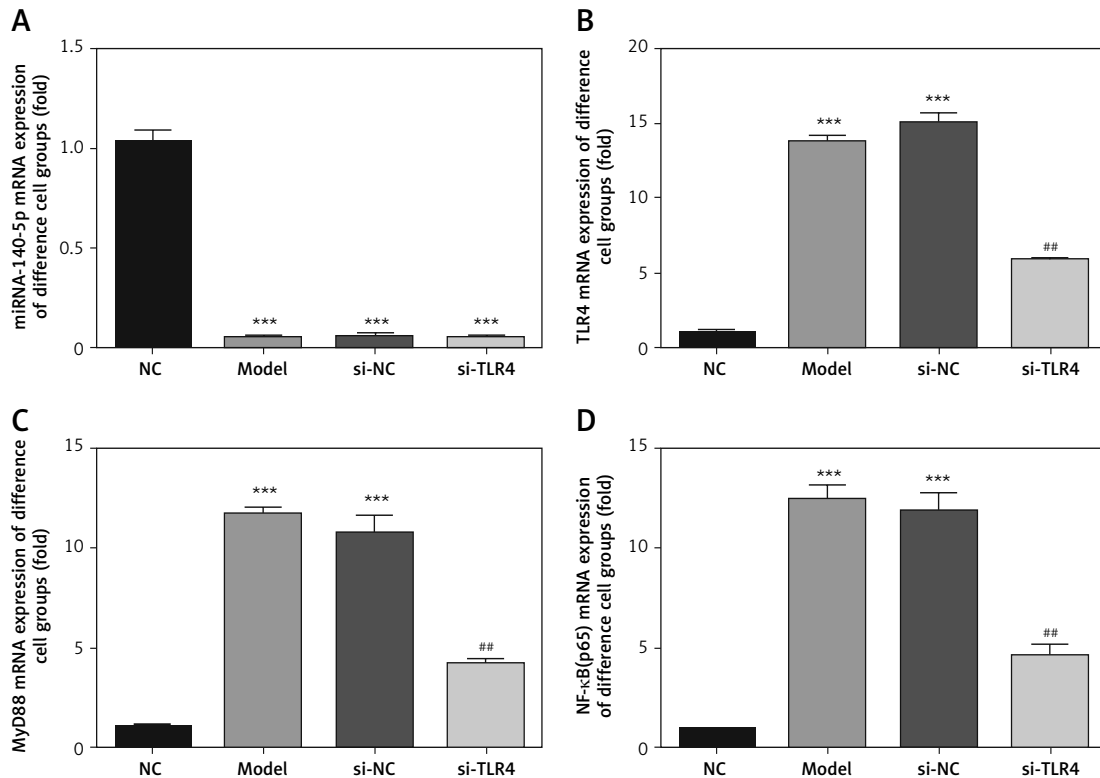 A
miRNA-140-5p mRNA expression
of difference cell groups (fold)
1.5
1.0
0.5
0
***
***
***
NC
Model
si-NC
si-TLR4
B
TLR4 mRNA expression of difference
cell groups (fold)
20
15
10
5
0
***
***
##
NC
Model
si-NC
si-TLR4
C
MyD88 mRNA expression of difference
cell groups (fold)
15
10
5
0
***
***
##
NC
Model
si-NC
si-TLR4
D
NF-κB(p65) mRNA expression
of difference cell groups (fold)
15
10
5
0
***
***
##
NC
Model
si-NC
si-TLR4